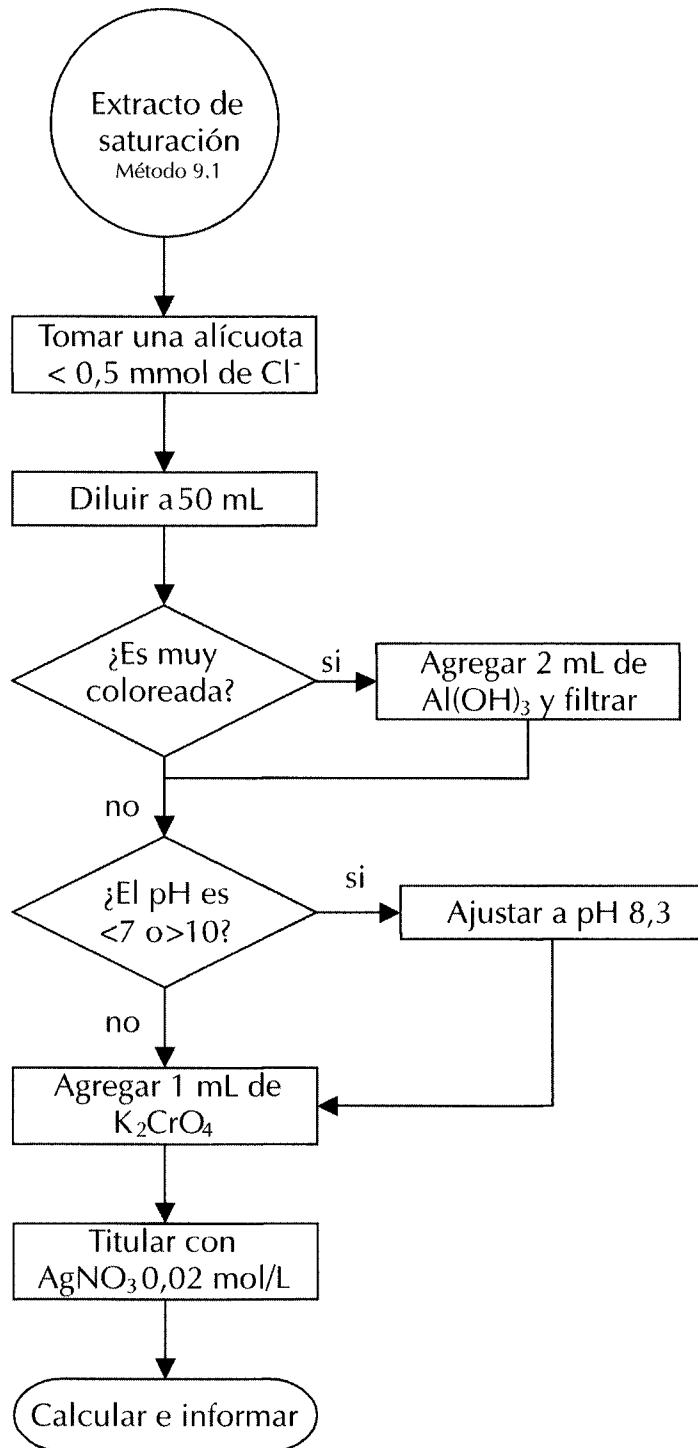 Extracto de
saturación
Método 9.1
Tomar una alícuota
< 0,5 mmol de Cl⁻
Diluir a 50 mL
¿Es muy
coloreada?
si
Agregar 2 mL de
Al(OH)₃ y filtrar
no
¿El pH es
<7 o>10?
si
Ajustar a pH 8,3
no
Agregar 1 mL de
K₂CrO₄
Titular con
AgNO₃ 0,02 mol/L
Calcular e informar